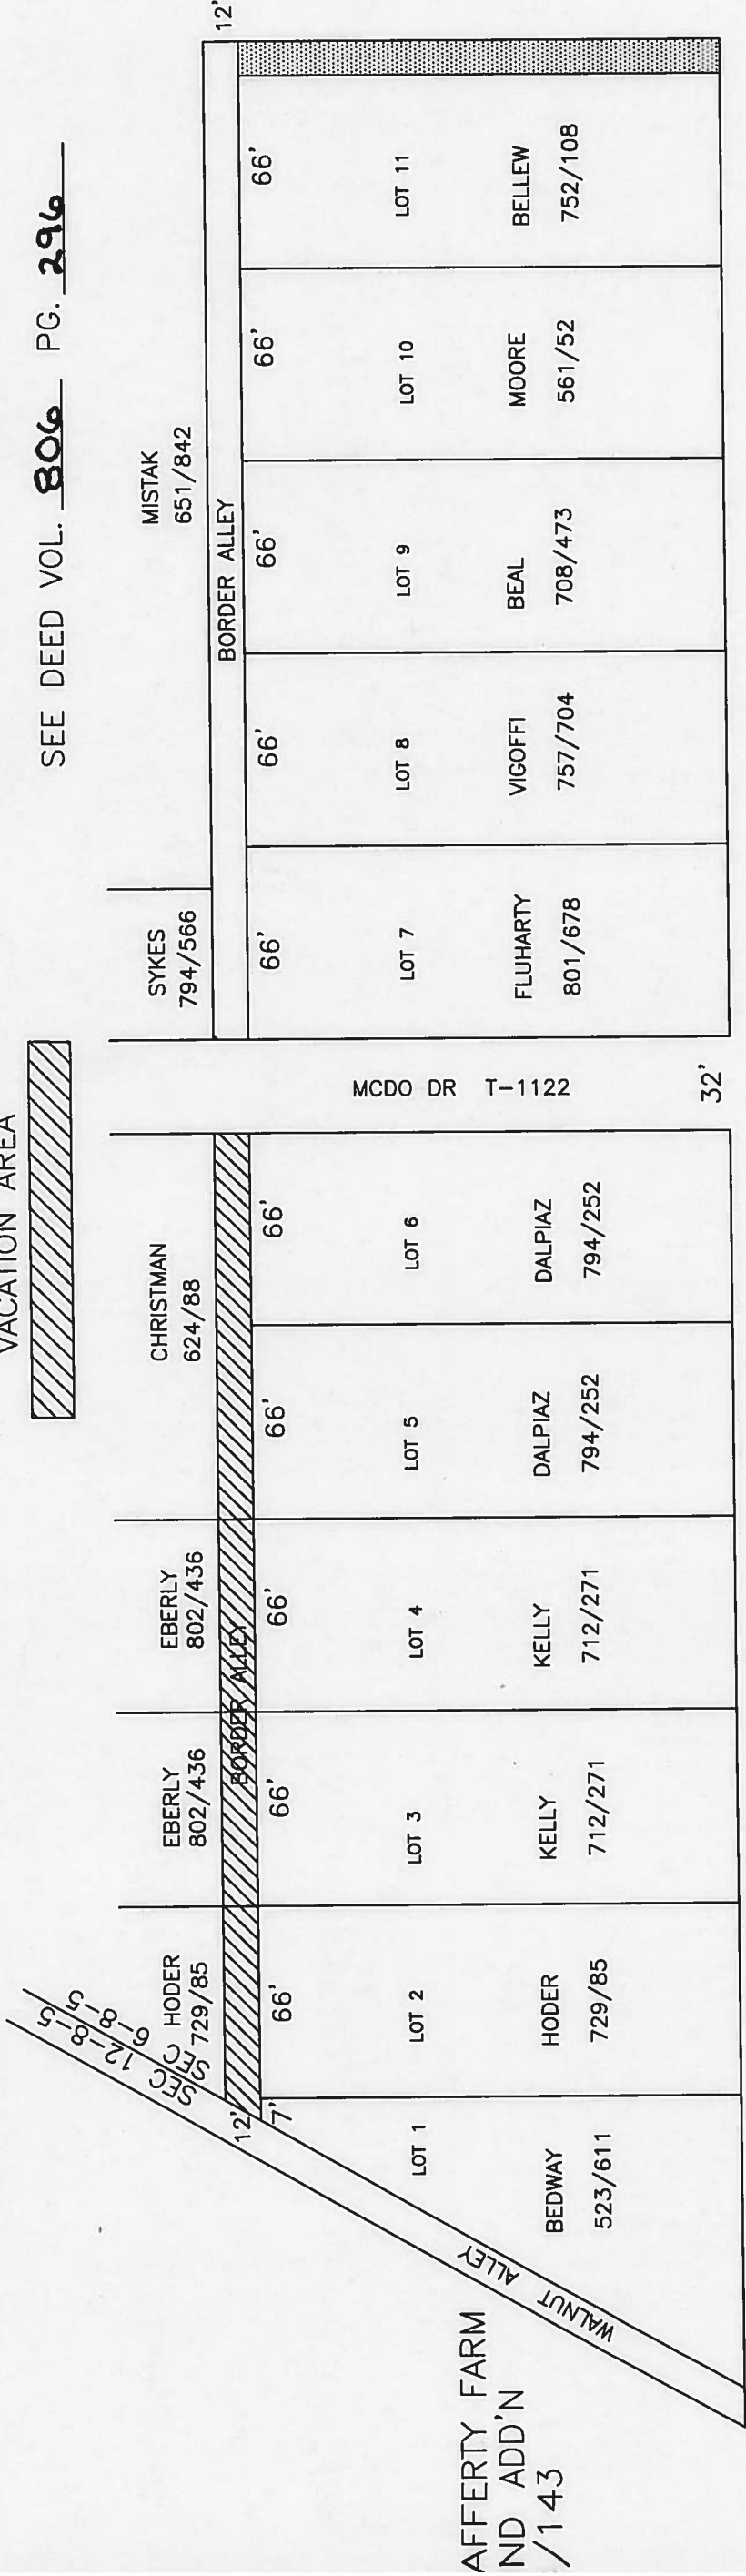 VACATION AREA
SEE DEED VOL. 806 PG. 296
SEC 12-8-5
SEC 6-8-5
HODER
729/85
EBERLY
802/436
EBERLY
802/436
CHRISTMAN
624/88
SYKES
794/566
MISTAK
651/842
12'
BORDER ALLEY
BORDER ALLEY
12'
7'
66'
66'
66'
66'
66'
66'
66'
66'
66'
66'
LOT 1
LOT 2
LOT 3
LOT 4
LOT 5
LOT 6
MCDO DR T-1122
LOT 7
LOT 8
LOT 9
LOT 10
LOT 11
BEDWAY
523/611
HODER
729/85
KELLY
712/271
KELLY
712/271
DALPIAZ
794/252
DALPIAZ
794/252
FLUHARTY
801/678
VIGOFFI
757/704
BEAL
708/473
MOORE
561/52
BELLEW
752/108
32'
WALNUT ALLEY
AFFERTY FARM
ND ADD'N
/143